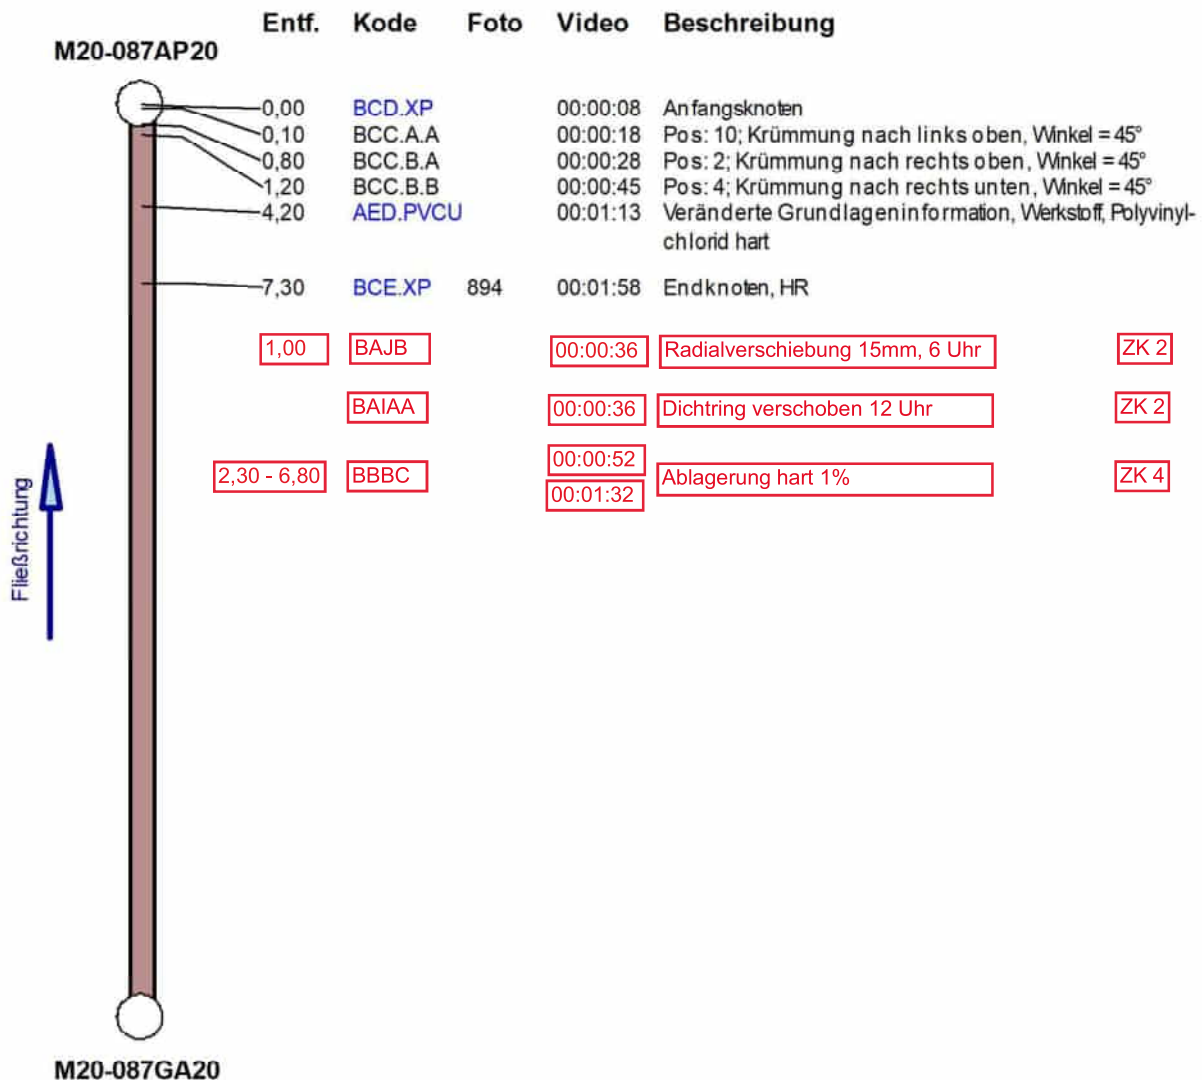 Entf. Kode Foto Video Beschreibung
M20-087AP20
0,00 BCD.XP 00:00:08 Anfangsknoten
0,10 BCC.A.A 00:00:18 Pos: 10; Krümmung nach links oben, Winkel = 45°
0,80 BCC.B.A 00:00:28 Pos: 2; Krümmung nach rechts oben, Winkel = 45°
1,20 BCC.B.B 00:00:45 Pos: 4; Krümmung nach rechts unten, Winkel = 45°
4,20 AED.PVCU 00:01:13 Veränderte Grundlageninformation, Werkstoff, Polyvinyl-
chlorid hart
7,30 BCE.XP 894 00:01:58 Endknoten, HR
1,00 BAJB 00:00:36 Radialverschiebung 15mm, 6 Uhr ZK 2
BAIAA 00:00:36 Dichtring verschoben 12 Uhr ZK 2
2,30 - 6,80 BBBC 00:00:52 Ablagerung hart 1% ZK 4
00:01:32
Fließrichtung
M20-087GA20